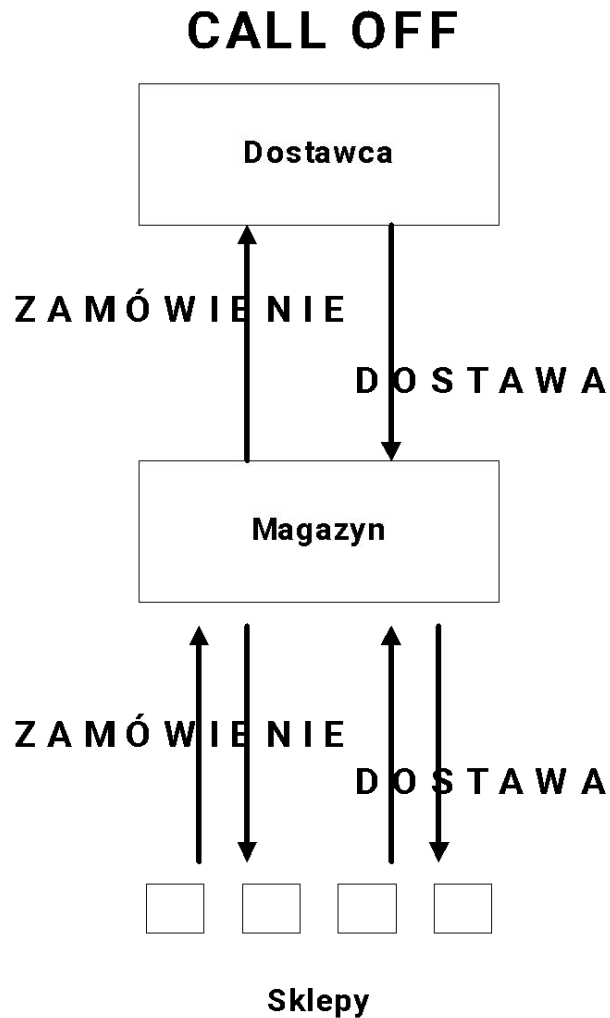 CALL OFF
Dostawca
ZAMÓWIENIE
DOSTAWA
Magazyn
ZAMÓWIENIE
DOSTAWA
Sklepy